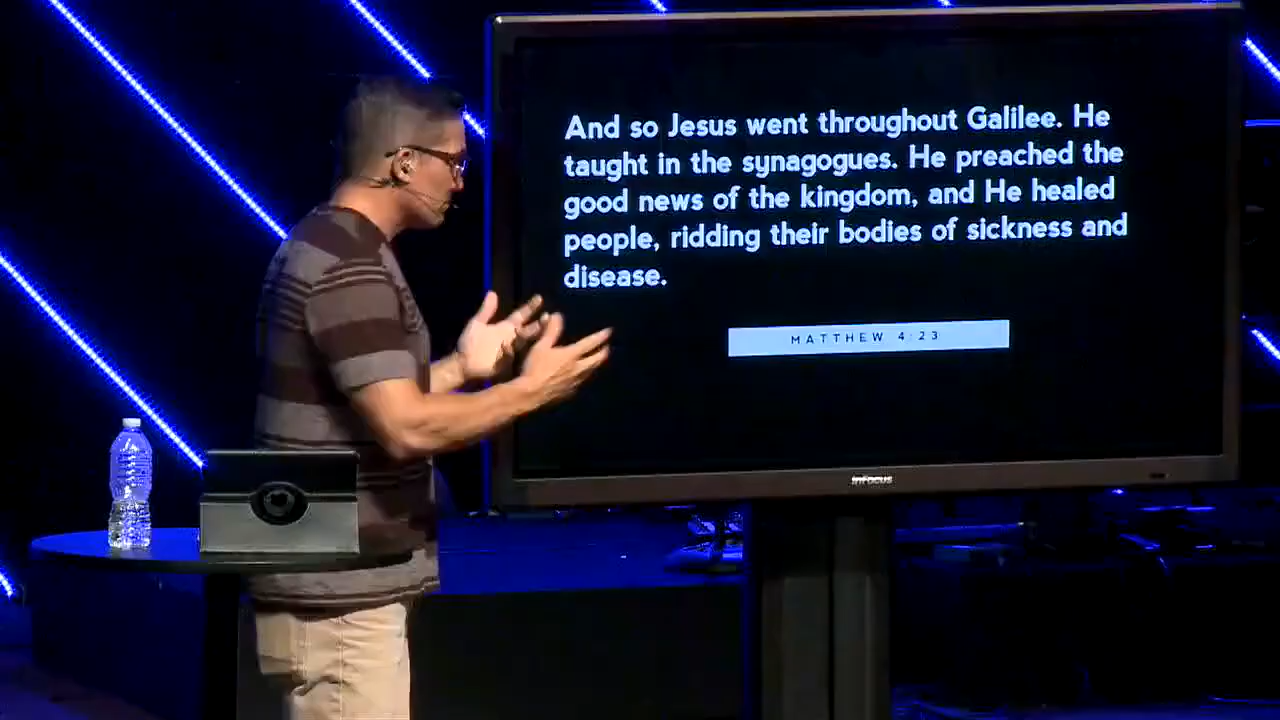 And so Jesus went throughout Galilee. He
taught in the synagogues. He preached the
good news of the kingdom, and He healed
people, ridding their bodies of sickness and
disease.
MATTHEW 4:23
InFocus